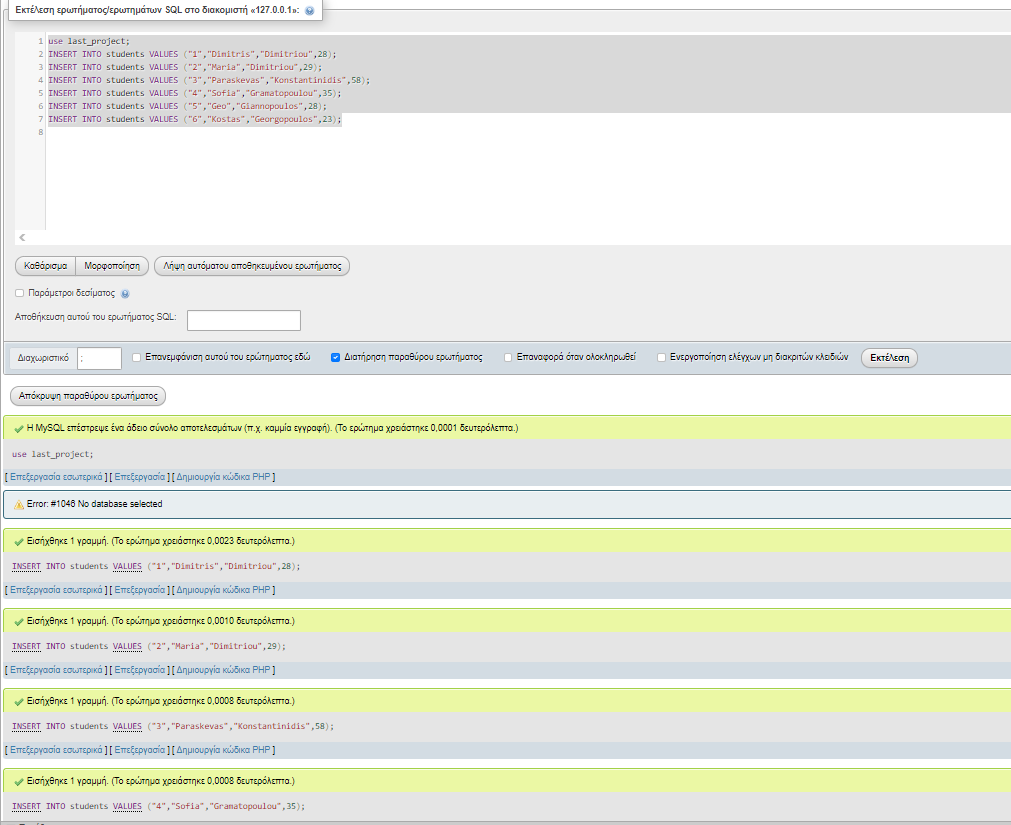 Εκτέλεση ερωτήματος/ερωτημάτων SQL στο διακομιστή «127.0.0.1»:
1 use last_project;
2 INSERT INTO students VALUES ("1","Dimitris","Dimitriou",28);
3 INSERT INTO students VALUES ("2","Maria","Dimitriou",29);
4 INSERT INTO students VALUES ("3","Paraskevas","Konstantinidis",58);
5 INSERT INTO students VALUES ("4","Sofia","Gramatopoulou",35);
6 INSERT INTO students VALUES ("5","Geo","Giannopoulos",28);
7 INSERT INTO students VALUES ("6","Kostas","Georgopoulos",23);
8
Καθάρισμα Μορφοποίηση Λήψη αυτόματου αποθηκευμένου ερωτήματος
Παράμετροι δεσίματος
Αποθήκευση αυτού του ερωτήματος SQL:
Διαχωριστικό ; Επανεμφάνιση αυτού του ερώτηματος εδώ Διατήρηση παραθύρου ερωτήματος Επαναφορά όταν ολοκληρωθεί Ενεργοποίηση ελέγχων μη διακριτών κλειδιών Εκτέλεση
Απόκρυψη παραθύρου ερωτήματος
Η MySQL επέστρεψε ένα άδειο σύνολο αποτελεσμάτων (π.χ. καμμία εγγραφή). (Το ερώτημα χρειάστηκε 0,0001 δευτερόλεπτα.)
use last_project;
[ Επεξεργασία εσωτερικά ] [ Επεξεργασία ] [ Δημιουργία κώδικα PHP ]
Error: #1046 No database selected
Εισήχθηκε 1 γραμμή. (Το ερώτημα χρειάστηκε 0,0023 δευτερόλεπτα.)
INSERT INTO students VALUES ("1","Dimitris","Dimitriou",28);
[ Επεξεργασία εσωτερικά ] [ Επεξεργασία ] [ Δημιουργία κώδικα PHP ]
Εισήχθηκε 1 γραμμή. (Το ερώτημα χρειάστηκε 0,0010 δευτερόλεπτα.)
INSERT INTO students VALUES ("2","Maria","Dimitriou",29);
[ Επεξεργασία εσωτερικά ] [ Επεξεργασία ] [ Δημιουργία κώδικα PHP ]
Εισήχθηκε 1 γραμμή. (Το ερώτημα χρειάστηκε 0,0008 δευτερόλεπτα.)
INSERT INTO students VALUES ("3","Paraskevas","Konstantinidis",58);
[ Επεξεργασία εσωτερικά ] [ Επεξεργασία ] [ Δημιουργία κώδικα PHP ]
Εισήχθηκε 1 γραμμή. (Το ερώτημα χρειάστηκε 0,0008 δευτερόλεπτα.)
INSERT INTO students VALUES ("4","Sofia","Gramatopoulou",35);